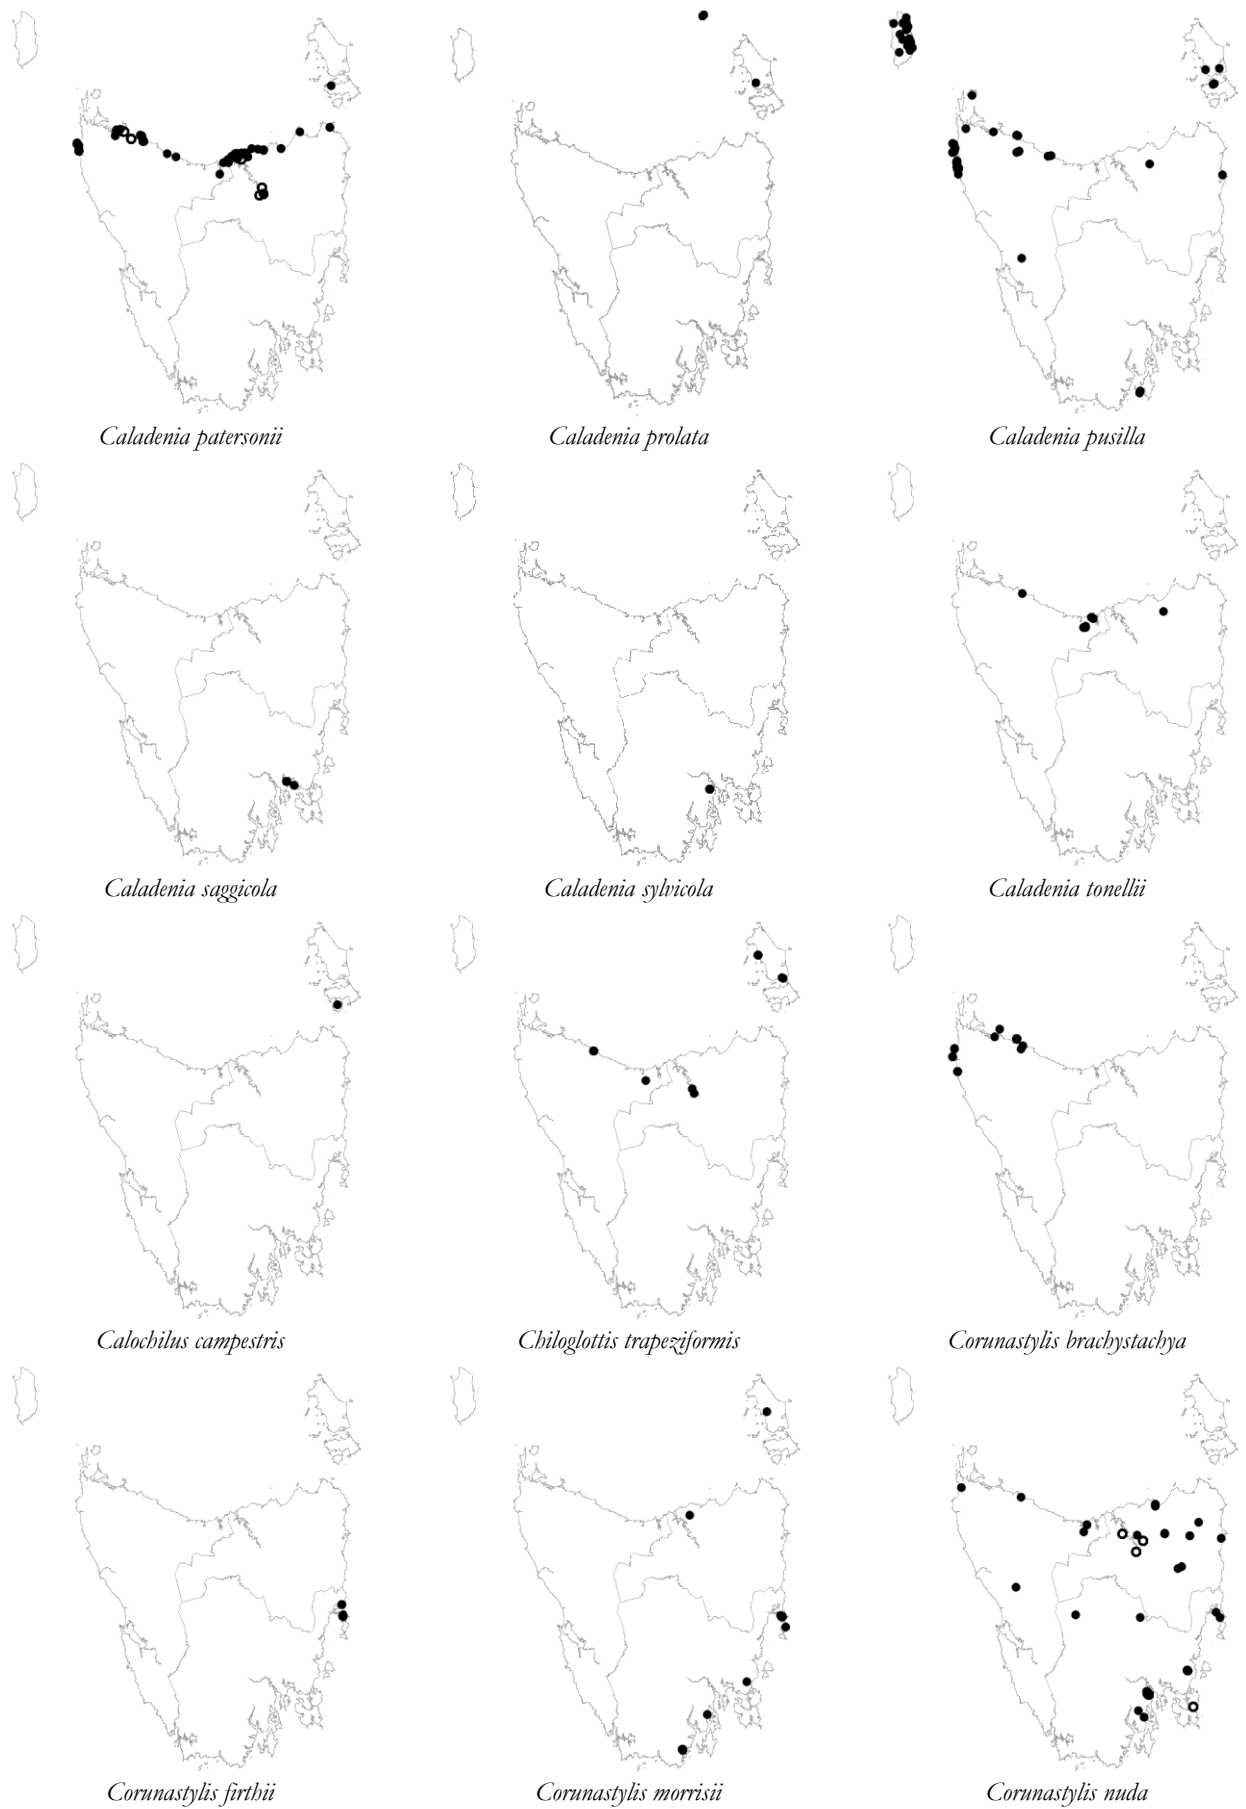 Caladenia patersonii
Caladenia prolata
Caladenia pusilla
Caladenia saggicola
Caladenia sylvicola
Caladenia tonellii
Calochilus campestris
Chiloglottis trapeziformis
Corunastylis brachystachya
Corunastylis firthii
Corunastylis morrisii
Corunastylis nuda